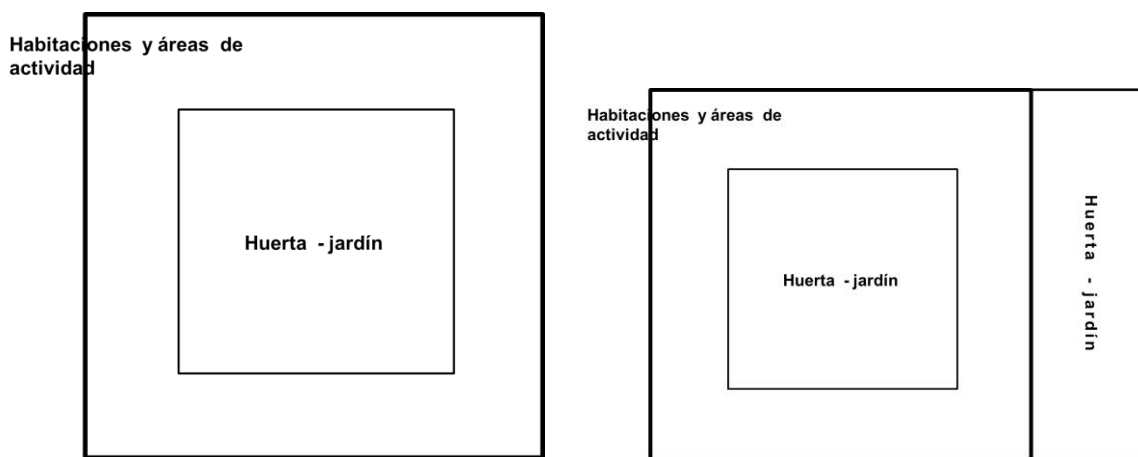 Habitaciones y áreas de
actividad
Huerta - jardín
Habitaciones y áreas de
actividad
Huerta - jardín
Huerta - jardín